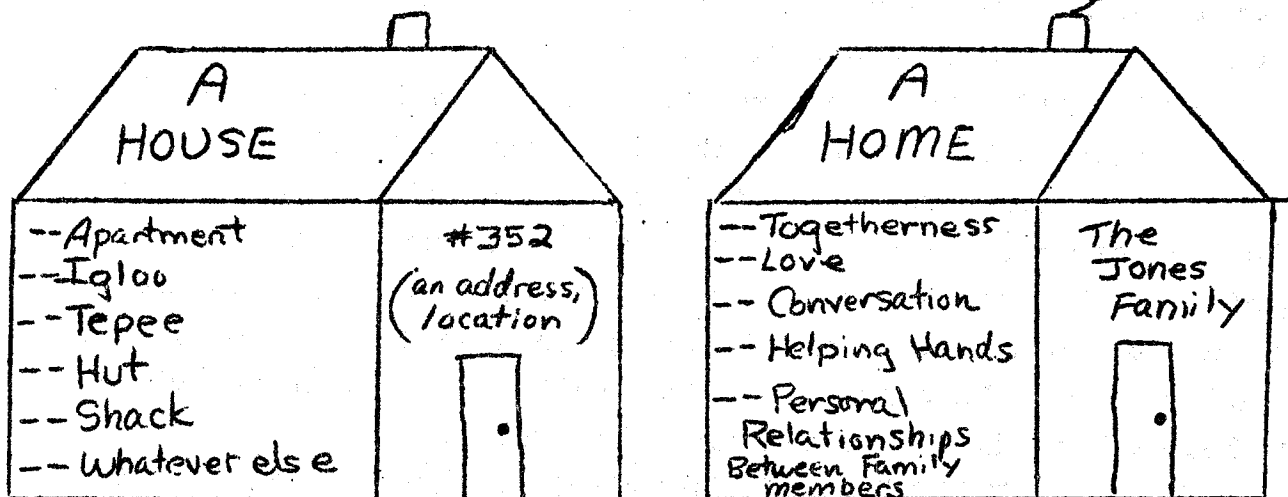 A
HOUSE
--Apartment
--Igloo
--Tepee
--Hut
--Shack
--Whatever else
#352
(an address,
location)
A
HOME
--Togetherness
--Love
--Conversation
--Helping Hands
--Personal
Relationships
Between Family
members
The
Jones
Family